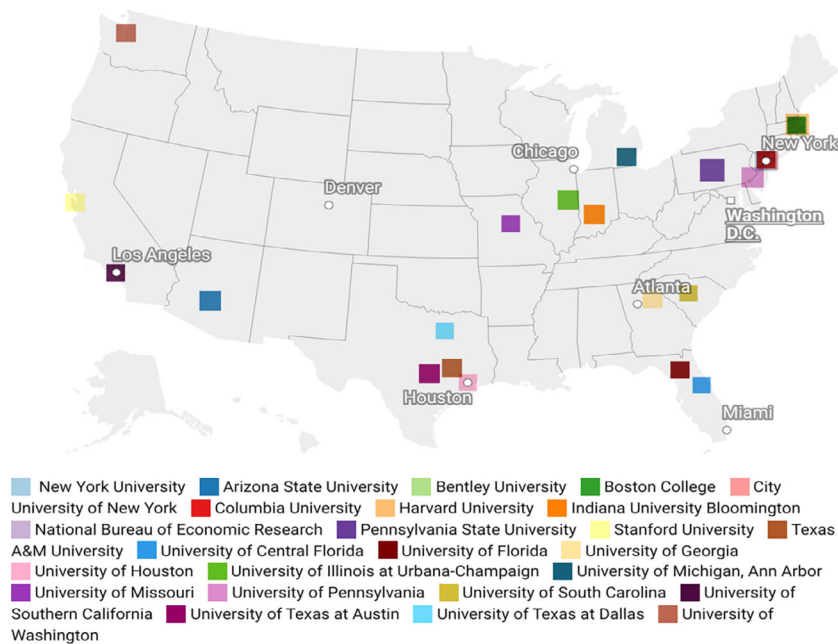 Chicago
New York
Denver
Washington
D.C.
Los Angeles
Atlanta
Houston
Miami
New York University Arizona State University Bentley University Boston College City
University of New York Columbia University Harvard University Indiana University Bloomington
National Bureau of Economic Research Pennsylvania State University Stanford University Texas
A&M University University of Central Florida University of Florida University of Georgia
University of Houston University of Illinois at Urbana-Champaign University of Michigan, Ann Arbor
University of Missouri University of Pennsylvania University of South Carolina University of
Southern California University of Texas at Austin University of Texas at Dallas University of
Washington